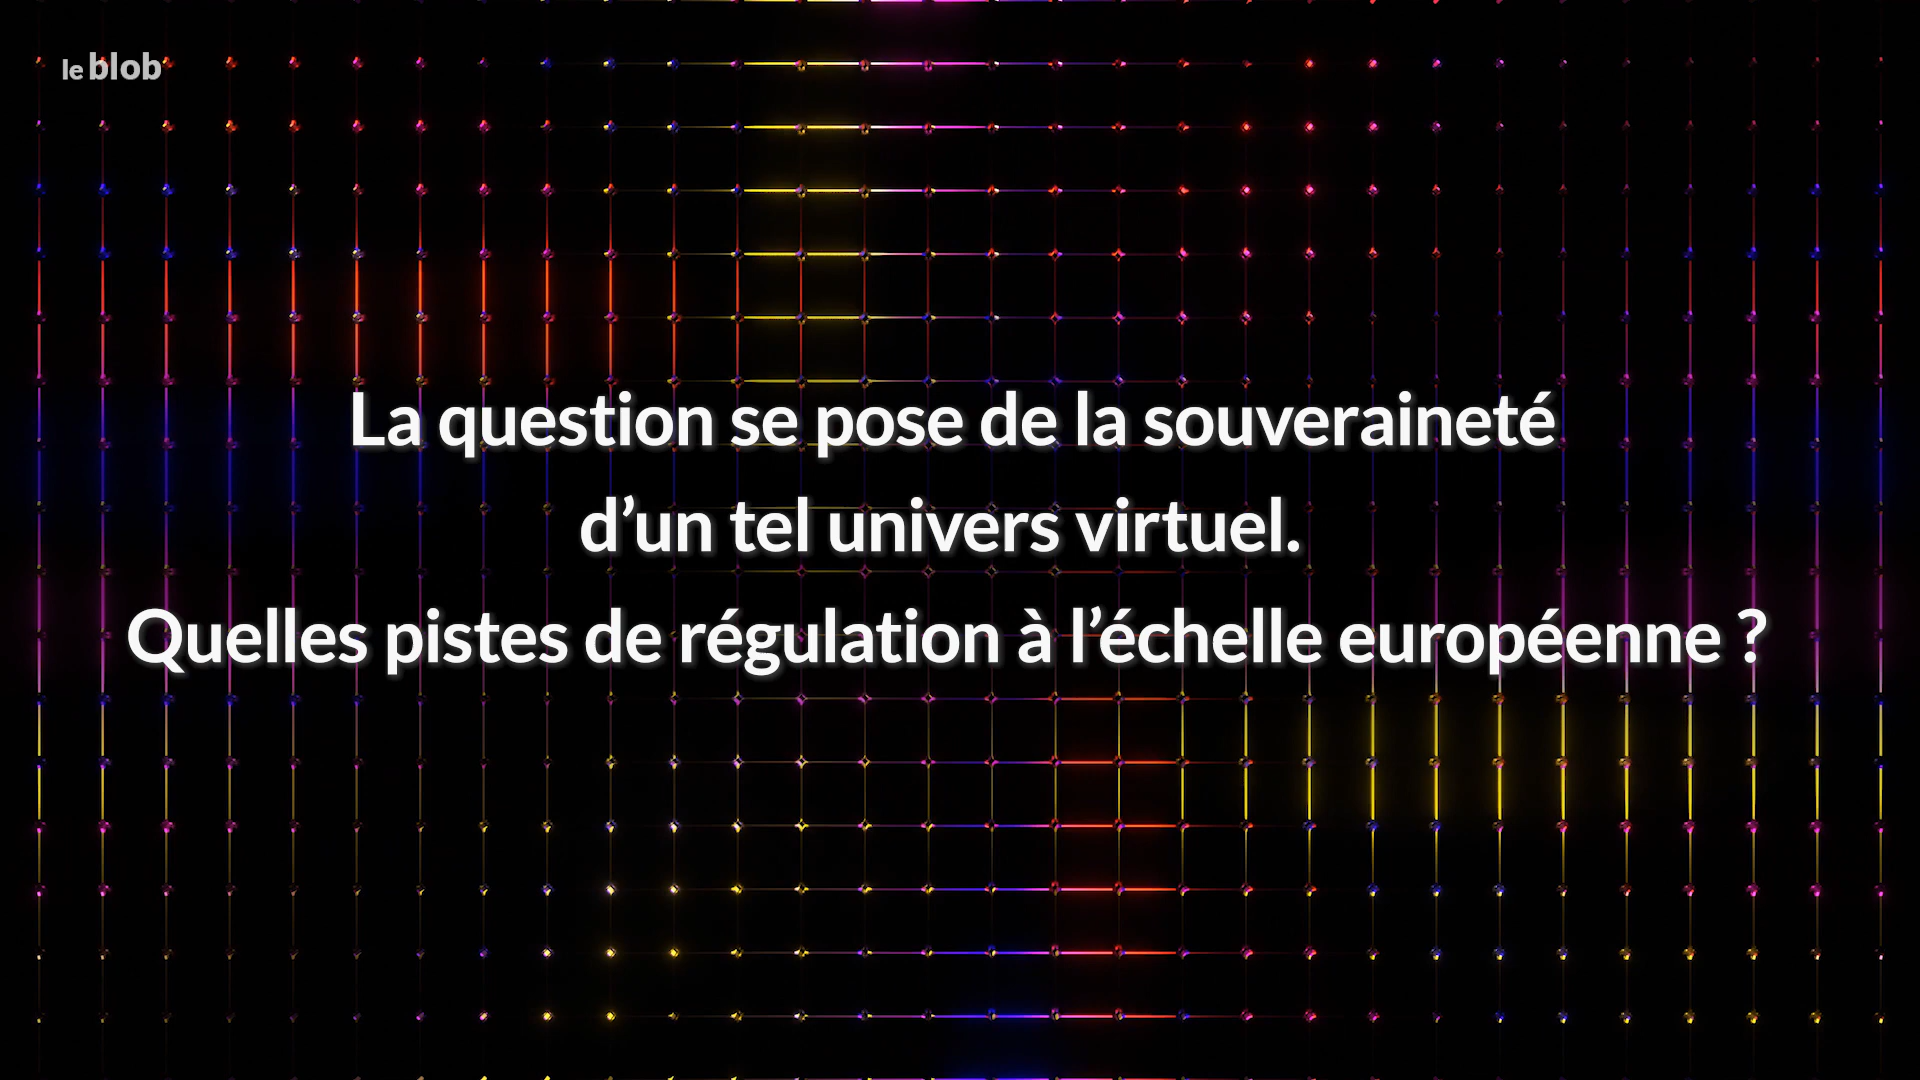 le blob
La question se pose de la souveraineté
d’un tel univers virtuel.
Quelles pistes de régulation à l’échelle européenne ?